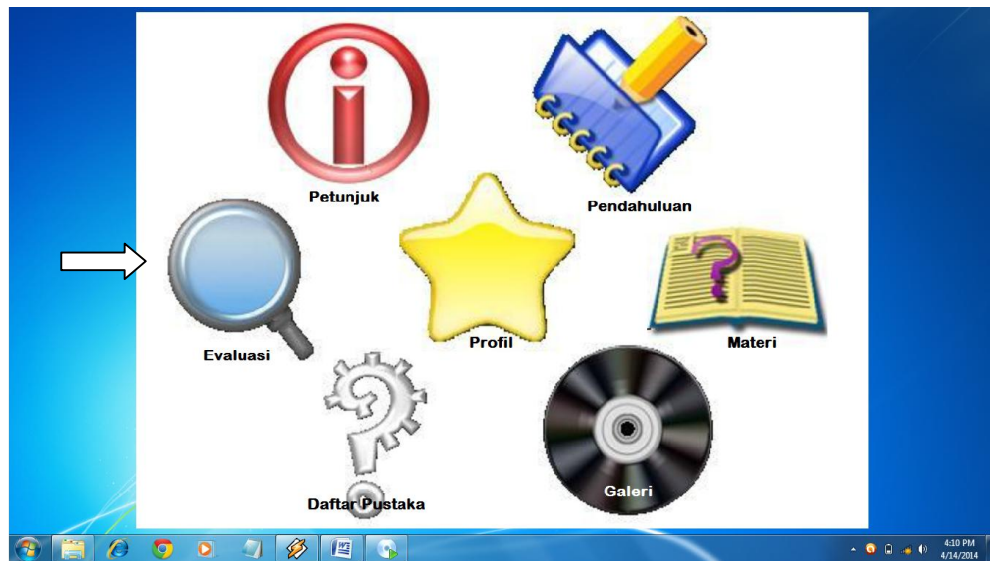 Petunjuk
Pendahuluan
Evaluasi
Profil
Materi
Daftar Pustaka
Galeri
4:10 PM
4/14/2014